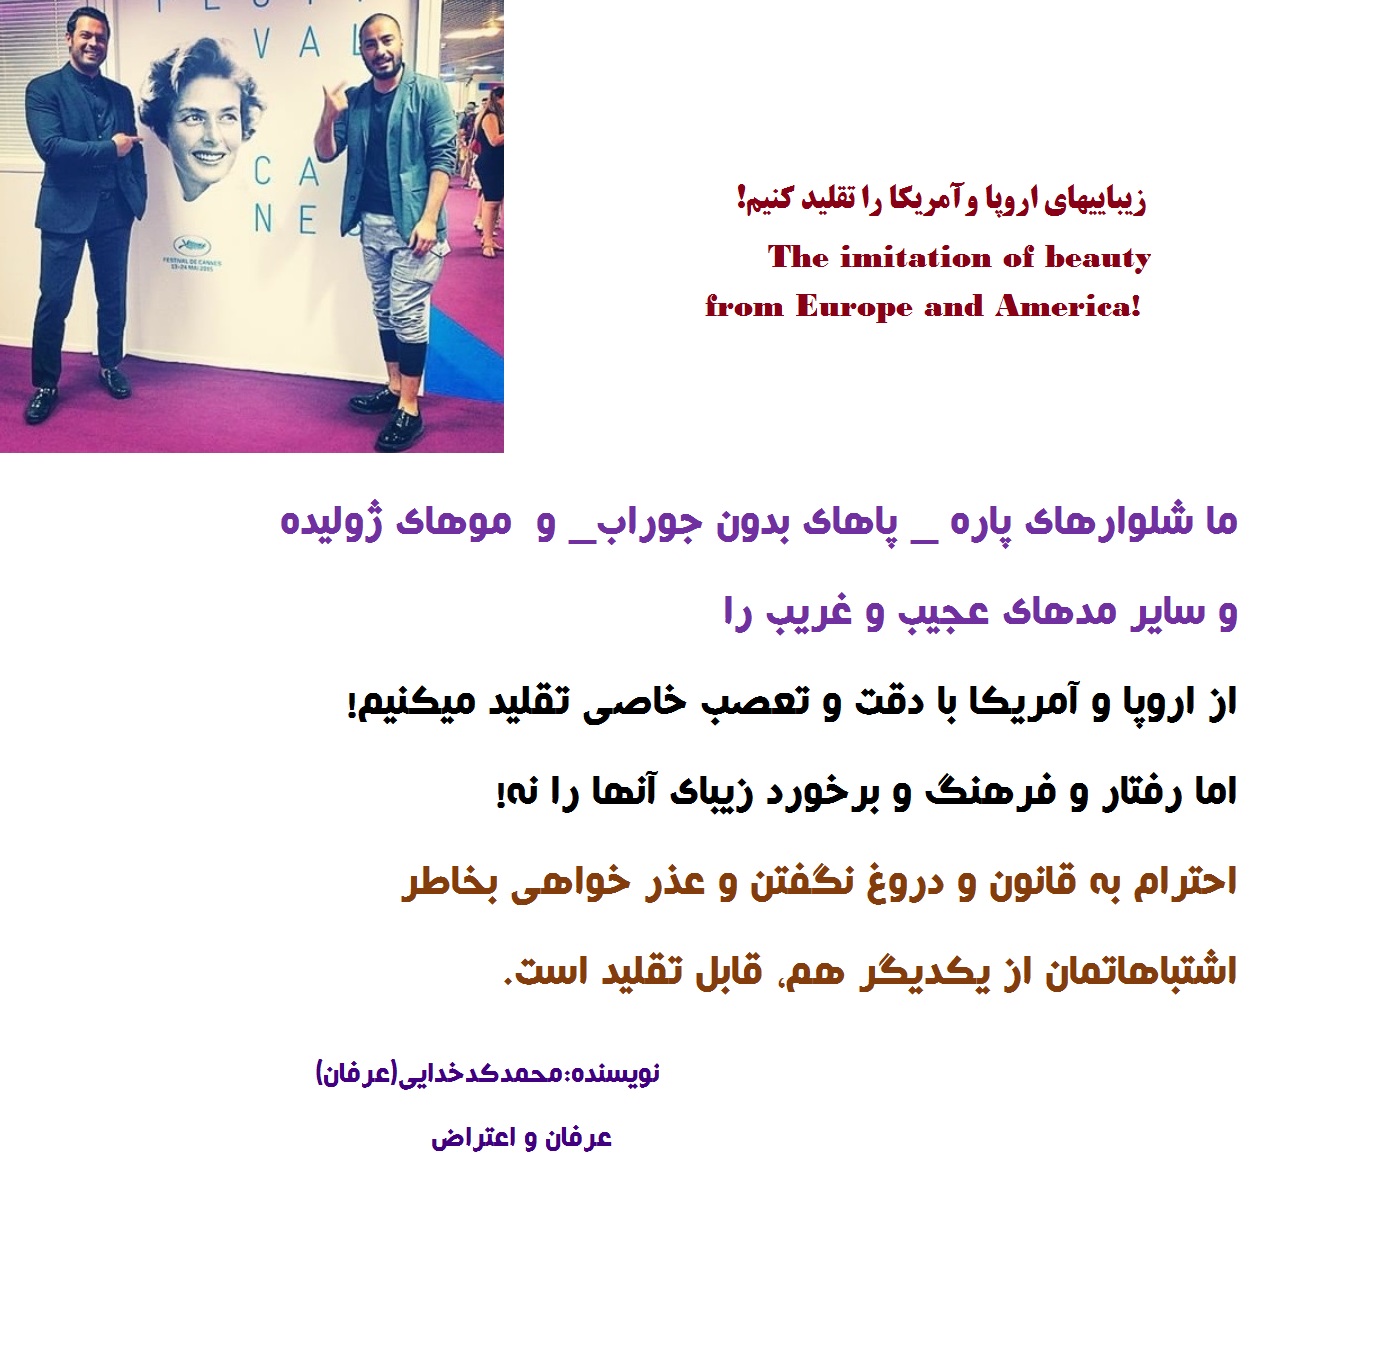 FESTI
VAL
CA
NE
FESTIVAL DE CANNES
13-24 MAI 2015
زیباییهای اروپا و آمریکا را تقلید کنیم!
The imitation of beauty
from Europe and America!
ما شلوارهای پاره _ پاهای بدون جوراب_ و موهای ژولیده
و سایر مدهای عجیب و غریب را
از اروپا و آمریکا با دقت و تعصب خاصی تقلید میکنیم!
اما رفتار و فرهنگ و برخورد زیبای آنها را نه!
احترام به قانون و دروغ نگفتن و عذر خواهی بخاطر
اشتباهاتمان از یکدیگر هم، قابل تقلید است.
نویسنده:محمدکدخدایی(عرفان)
عرفان و اعتراض